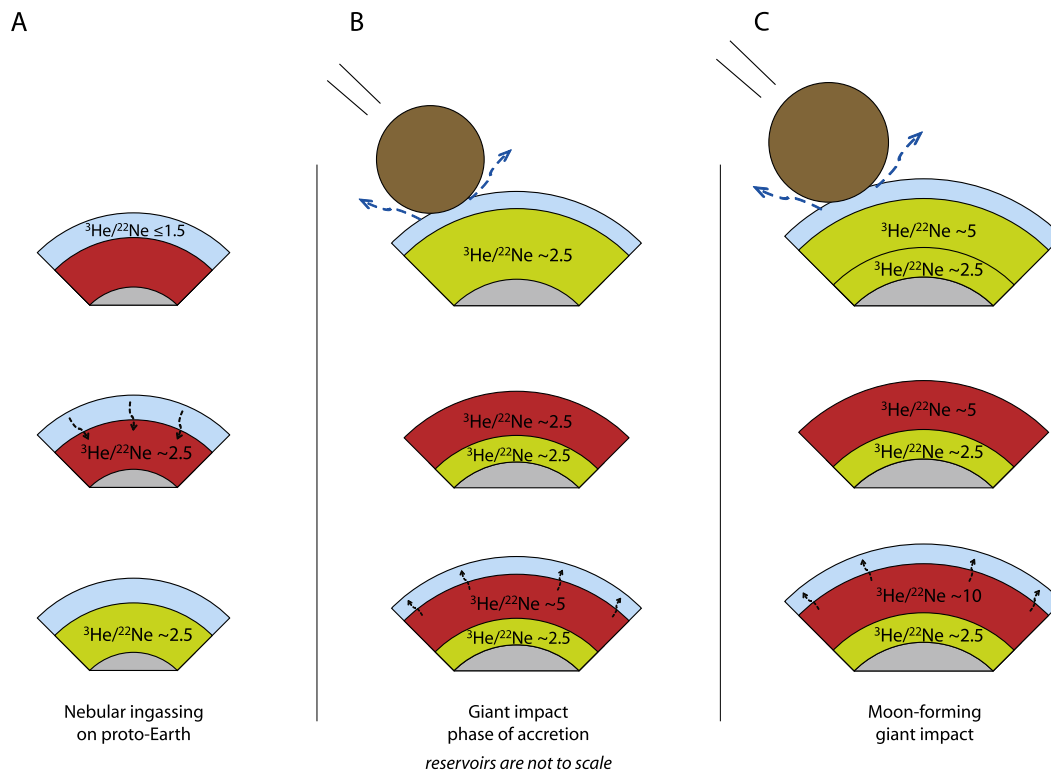 A
B
C
³He/²²Ne ≤1.5
³He/²²Ne ~2.5
³He/²²Ne ~5
³He/²²Ne ~2.5
³He/²²Ne ~2.5
³He/²²Ne ~2.5
³He/²²Ne ~2.5
³He/²²Ne ~5
³He/²²Ne ~2.5
³He/²²Ne ~2.5
³He/²²Ne ~5
³He/²²Ne ~2.5
³He/²²Ne ~10
³He/²²Ne ~2.5
Nebular ingassing
on proto-Earth
Giant impact
phase of accretion
reservoirs are not to scale
Moon-forming
giant impact